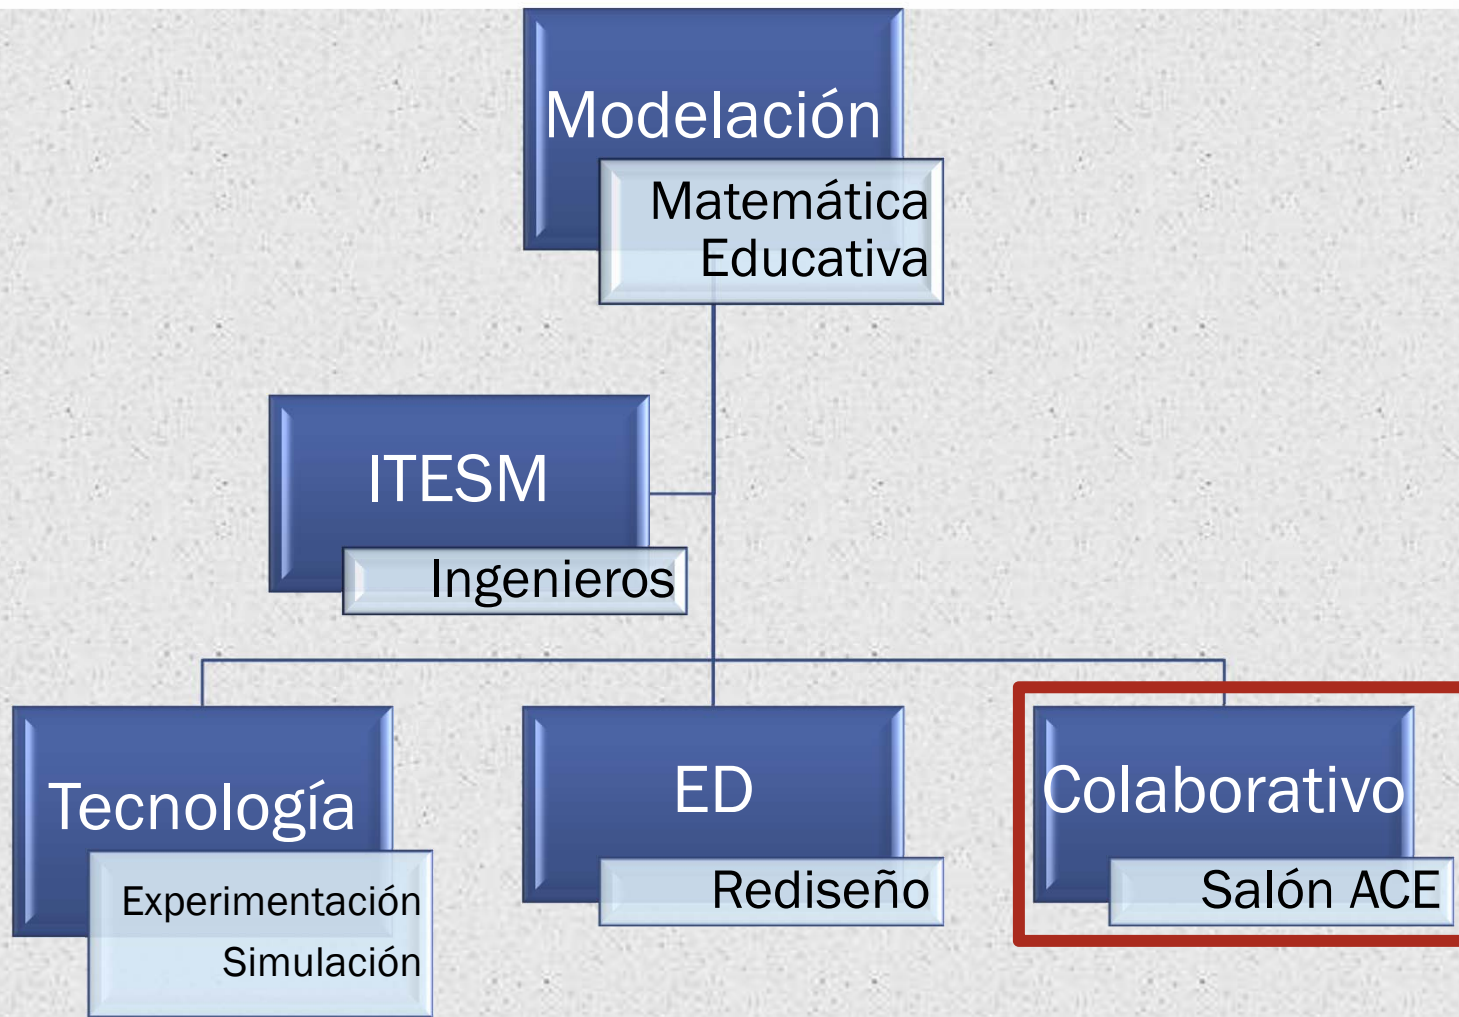 Modelación
Matemática
Educativa
ITESM
Ingenieros
Tecnología
Experimentación
Simulación
ED
Rediseño
Colaborativo
Salón ACE